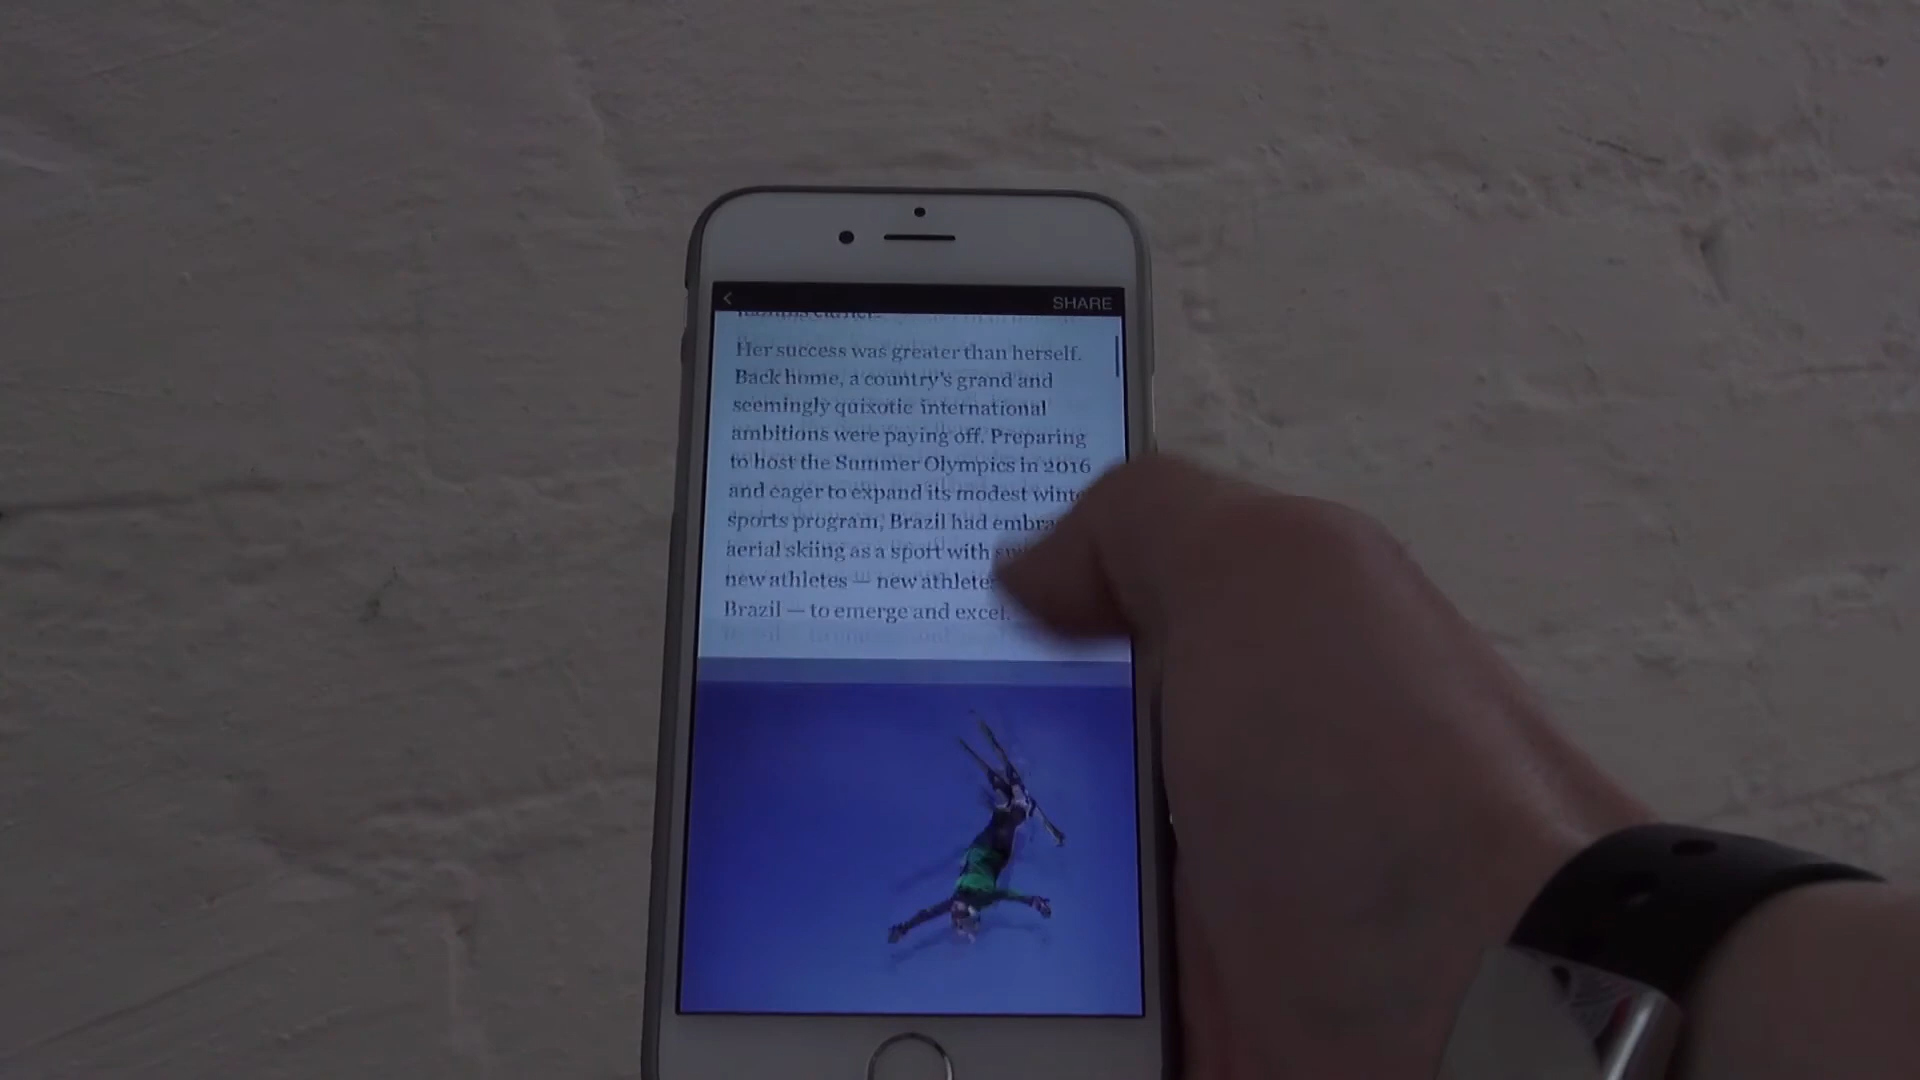 SHARE
Her success was greater than herself.
Back home, a country's grand and
seemingly quixotic international
ambitions were paying off. Preparing
to host the Summer Olympics in 2016
and eager to expand its modest
sports program, Brazil had
aerial skiing as a sport with
new athletes — new
Brazil — to emerge and excel.